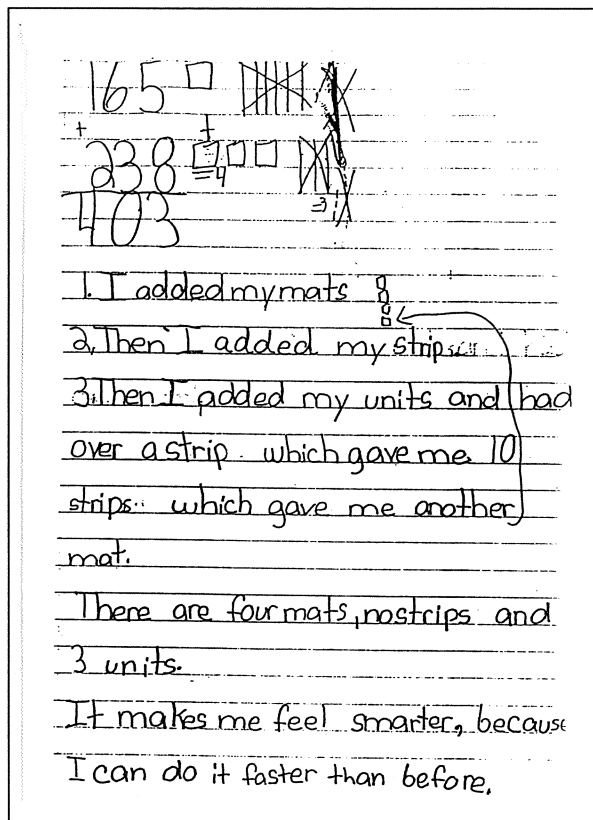 165
+ +
238 =4
403 =3
1. I added my mats
2. Then I added my strips
3. Then I added my units and had
over a strip. which gave me 10
strips.. which gave me another
mat.
There are four mats, no strips and
3 units.
It makes me feel smarter, because
I can do it faster than before.